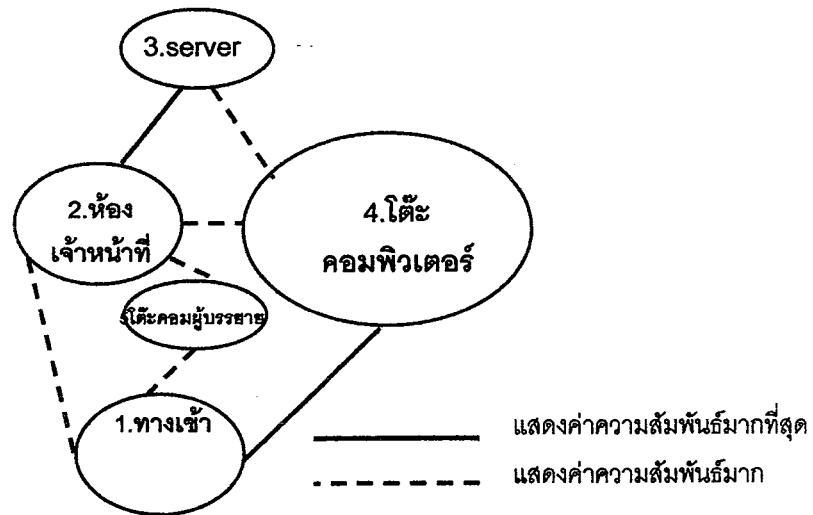 3.server
2.ห้อง
เจ้าหน้าที่
4.โต๊ะ
คอมพิวเตอร์
5โต๊ะคอมผู้บรรยาย
1.ทางเข้า
แสดงค่าความสัมพันธ์มากที่สุด
แสดงค่าความสัมพันธ์มาก